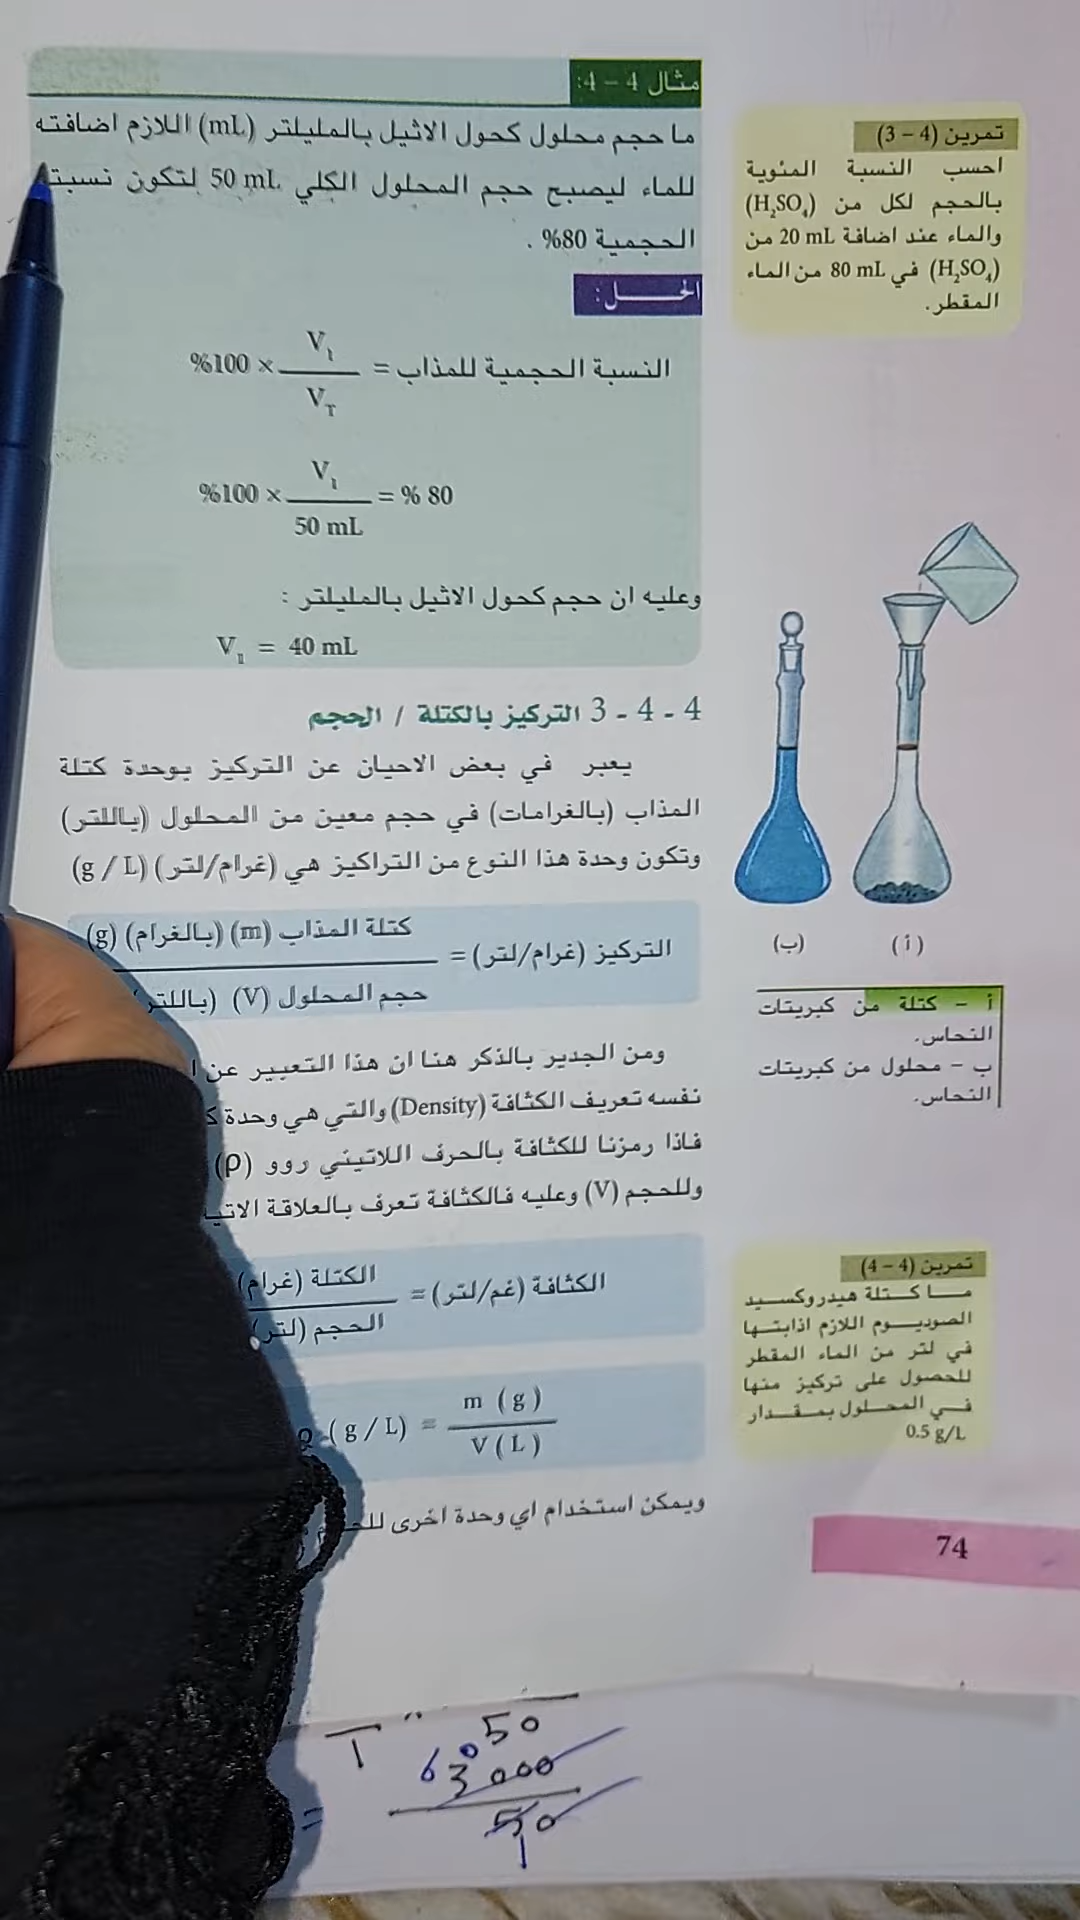 مثال 4 - 4:
ما حجم محلول كحول الاثيل بالمليلتر (mL) اللازم اضافته
للماء ليصبح حجم المحلول الكلي 50 mL لتكون نسبته
الحجمية 80% .
الحل:
النسبة الحجمية للمذاب = V₁ / V_T × 100%
80 % = V₁ / 50 mL × 100%
وعليه ان حجم كحول الاثيل بالمليلتر :
V₁ = 40 mL
4 - 4 - 3 التركيز بالكتلة / الحجم
يعبر في بعض الاحيان عن التركيز بوحدة كتلة
المذاب (بالغرامات) في حجم معين من المحلول (باللتر)
وتكون وحدة هذا النوع من التراكيز هي (غرام/لتر) (g / L)
كتلة المذاب (m) (بالغرام) (g)
التركيز (غرام/لتر) =
حجم المحلول (V) (باللتر
ومن الجدير بالذكر هنا ان هذا التعبير عن
نفسه تعريف الكثافة (Density) والتي هي وحدة
فاذا رمزنا للكثافة بالحرف اللاتيني روو (ρ)
وللحجم (V) وعليه فالكثافة تعرف بالعلاقة
الكتلة (غرام)
الكثافة (غم/لتر) =
الحجم (لتر)
ρ (g / L) = m (g) / V (L)
ويمكن استخدام اي وحدة اخرى
تمرين (4 - 3)
احسب النسبة المئوية
بالحجم لكل من (H₂SO₄)
والماء عند اضافة 20 mL من
(H₂SO₄) في 80 mL من الماء
المقطر.
(أ) (ب)
أ - كتلة من كبريتات
النحاس.
ب - محلول من كبريتات
النحاس.
تمرين (4 - 4)
ما كتلة هيدروكسيد
الصوديوم اللازم اذابتها
في لتر من الماء المقطر
للحصول على تركيز منها
في المحلول بمقدار
0.5 g/L
74
50
3000
=
50
1